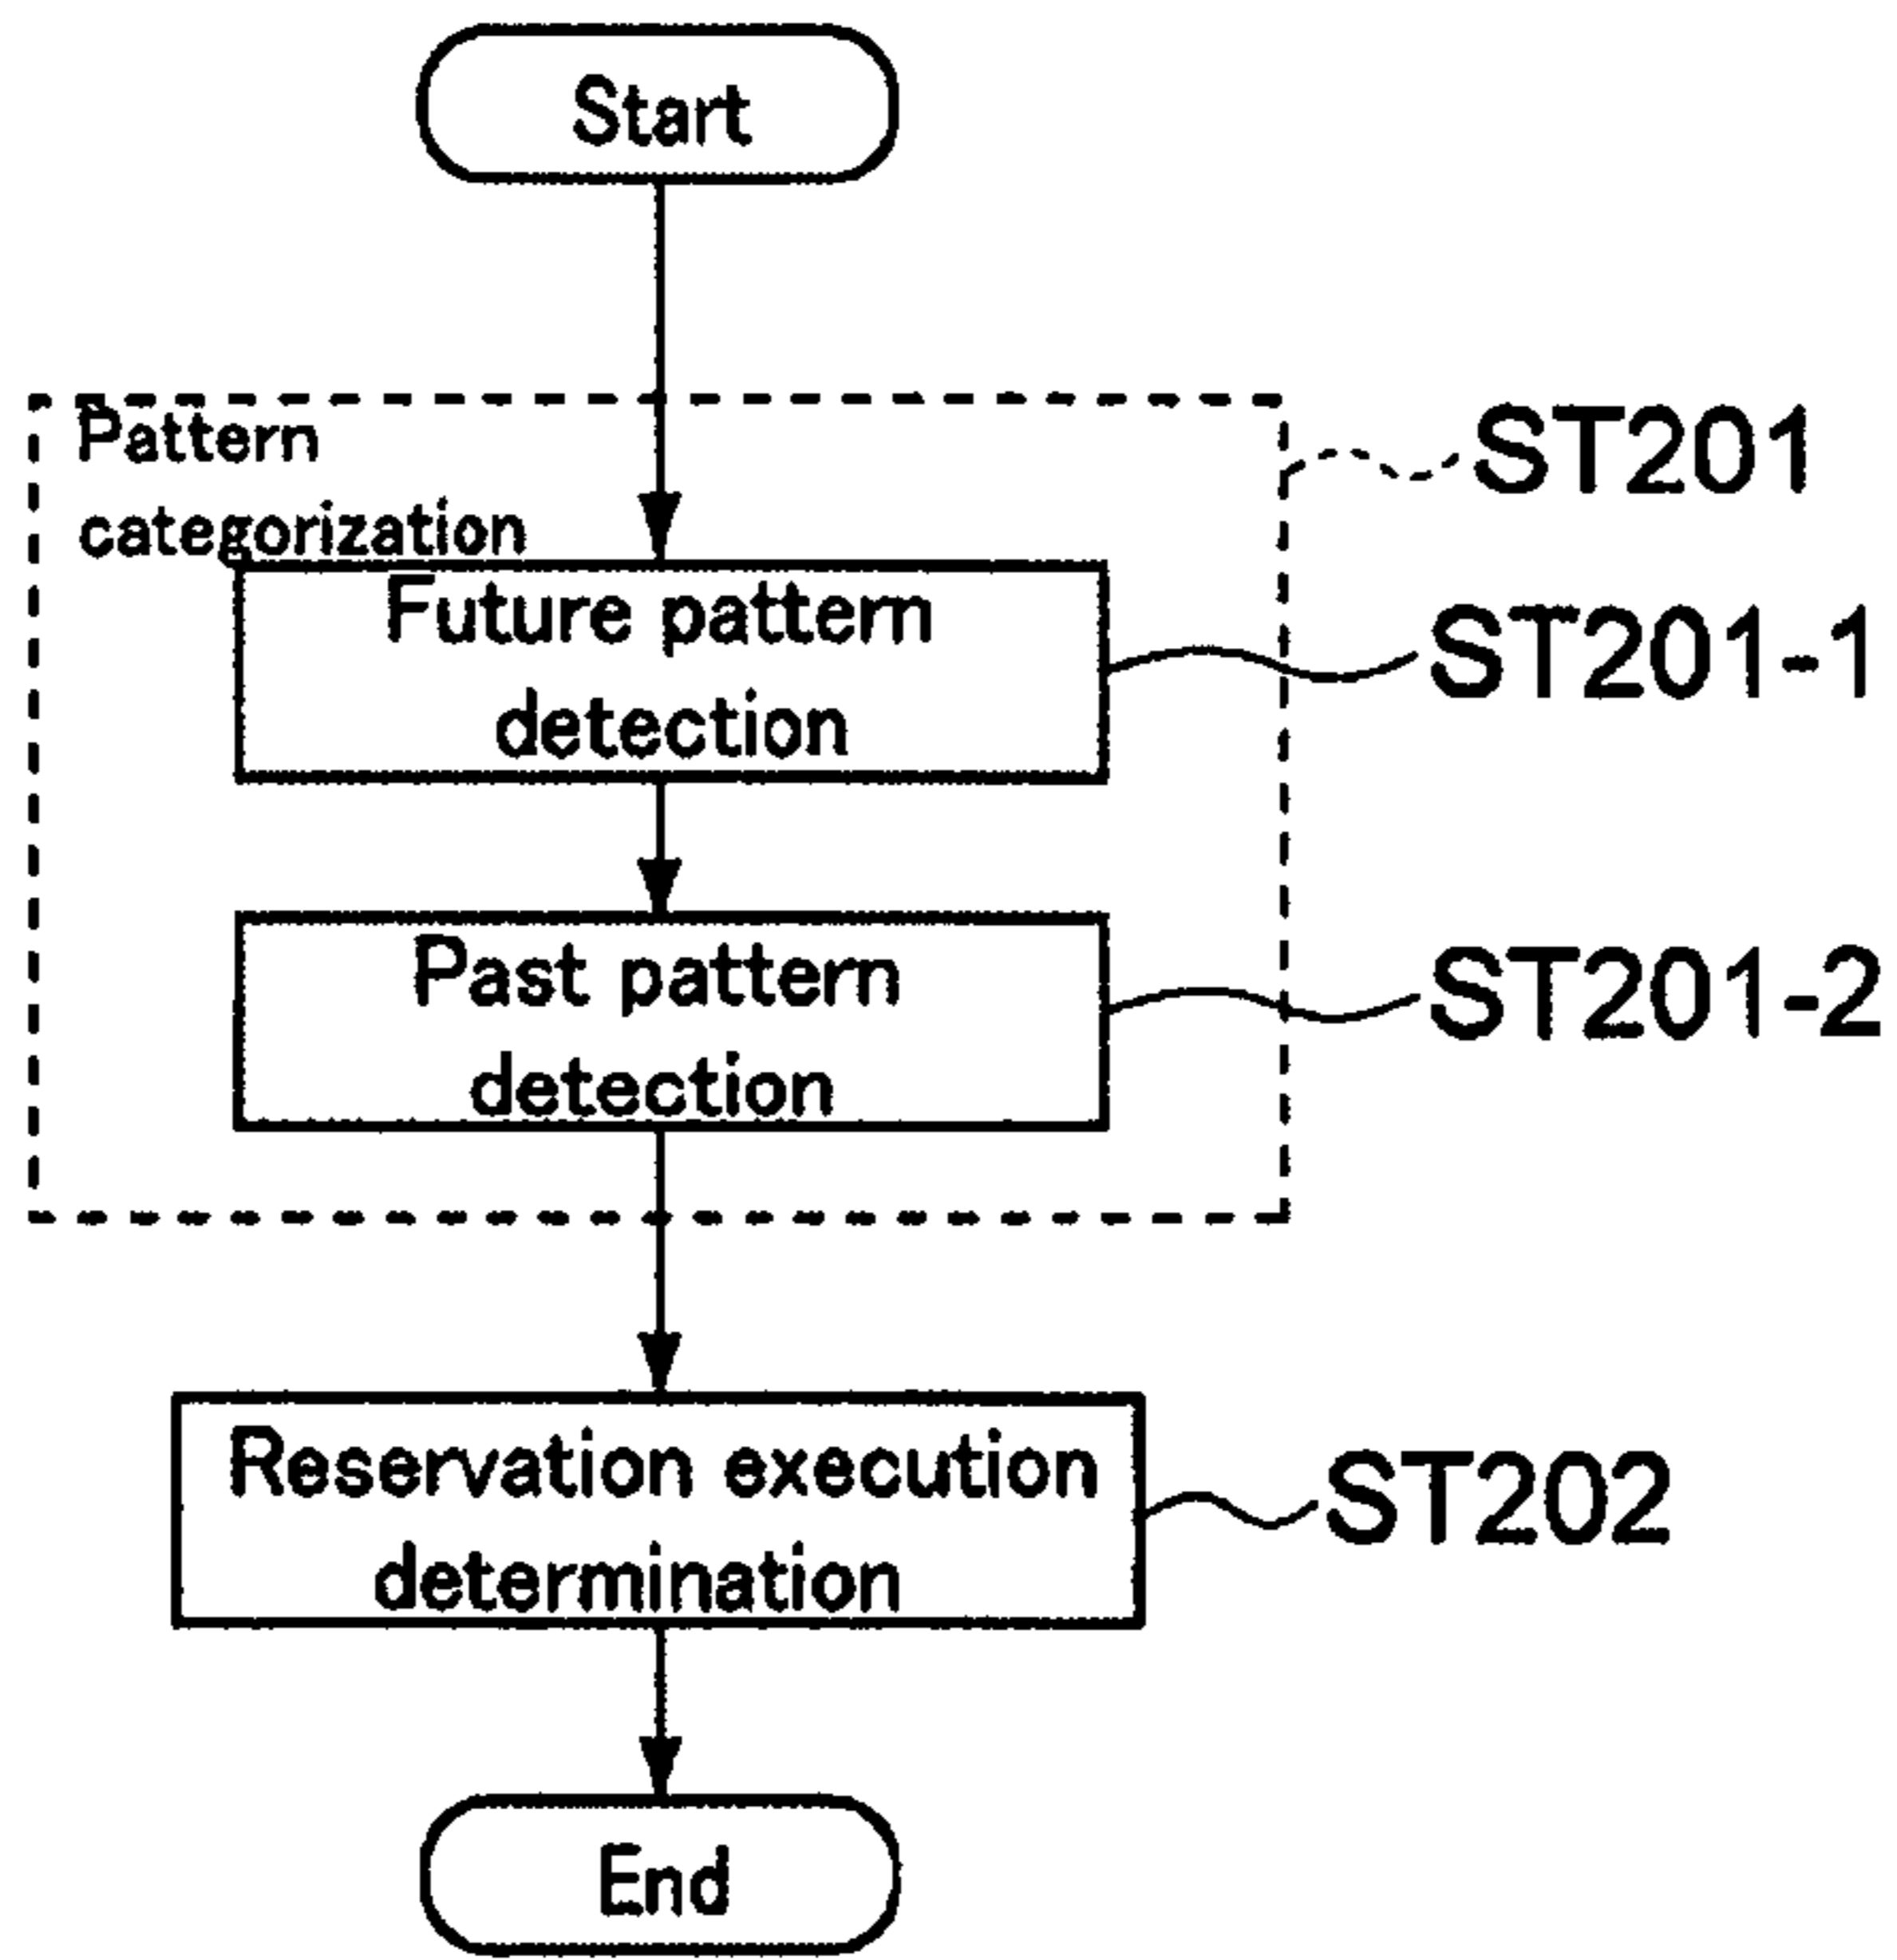 Start
Pattern
categorization
ST201
Future pattern
detection
ST201-1
Past pattern
detection
ST201-2
Reservation execution
determination
ST202
End